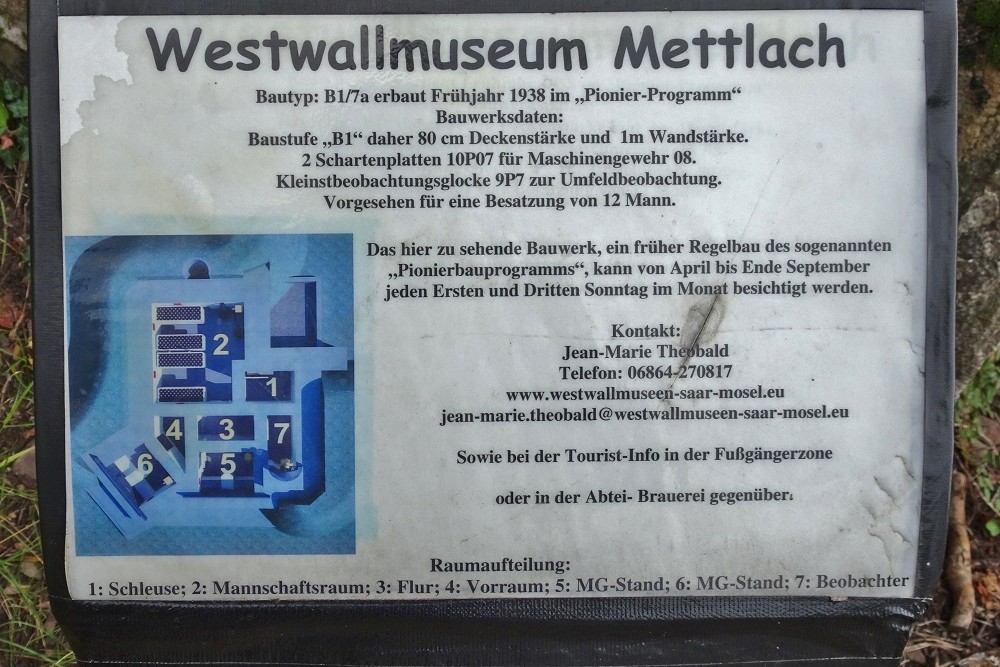 Westwallmuseum Mettlach
Bautyp: B1/7a erbaut Frühjahr 1938 im „Pionier-Programm“
Bauwerksdaten:
Baustufe „B1“ daher 80 cm Deckenstärke und 1m Wandstärke.
2 Schartenplatten 10P07 für Maschinengewehr 08.
Kleinstbeobachtungsglocke 9P7 zur Umfeldbeobachtung.
Vorgesehen für eine Besatzung von 12 Mann.
Das hier zu sehende Bauwerk, ein früher Regelbau des sogenannten
„Pionierbauprogramms“, kann von April bis Ende September
jeden Ersten und Dritten Sonntag im Monat besichtigt werden.
Kontakt:
Jean-Marie Theobald
Telefon: 06864-270817
www.westwallmuseen-saar-mosel.eu
jean-marie.theobald@westwallmuseen-saar-mosel.eu
Sowie bei der Tourist-Info in der Fußgängerzone
oder in der Abtei- Brauerei gegenüber.
2
1
4 3 7
6 5
Raumaufteilung:
1: Schleuse; 2: Mannschaftsraum; 3: Flur; 4: Vorraum; 5: MG-Stand; 6: MG-Stand; 7: Beobachter